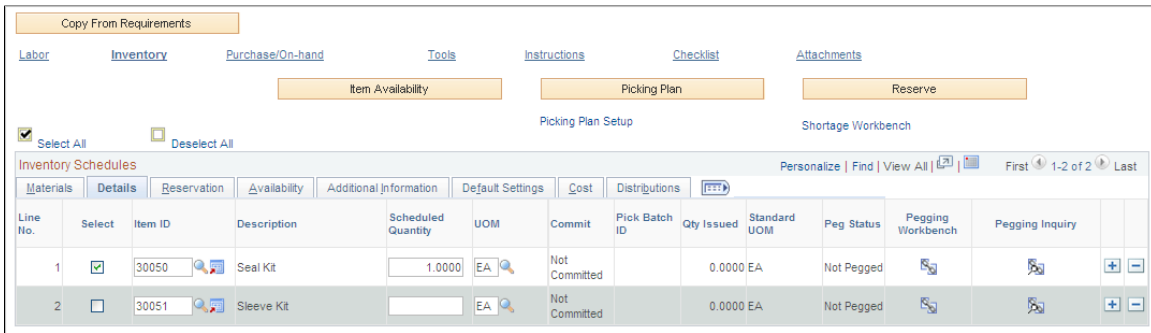 Copy From Requirements
Labor Inventory Purchase/On-hand Tools Instructions Checklist Attachments
Item Availability Picking Plan Reserve
Picking Plan Setup Shortage Workbench
Select All Deselect All
Inventory Schedules Personalize | Find | View All | | First 1-2 of 2 Last
Materials Details Reservation Availability Additional Information Default Settings Cost Distributions
Line No. Select Item ID Description Scheduled Quantity UOM Commit Pick Batch ID Qty Issued Standard UOM Peg Status Pegging Workbench Pegging Inquiry
1 30050 Seal Kit 1.0000 EA Not Committed 0.0000 EA Not Pegged
2 30051 Sleeve Kit EA Not Committed 0.0000 EA Not Pegged